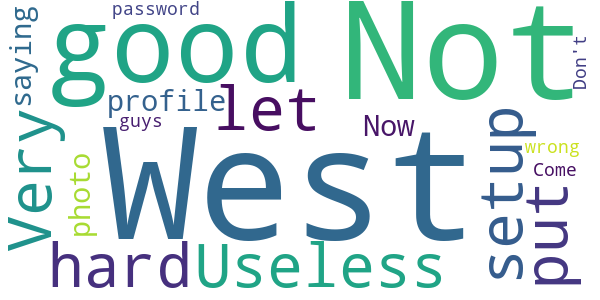 password
saying
good
Not
Don't
profile
let
guys
Now
Very
West
setup
put
wrong
Come
photo
hard
Useless